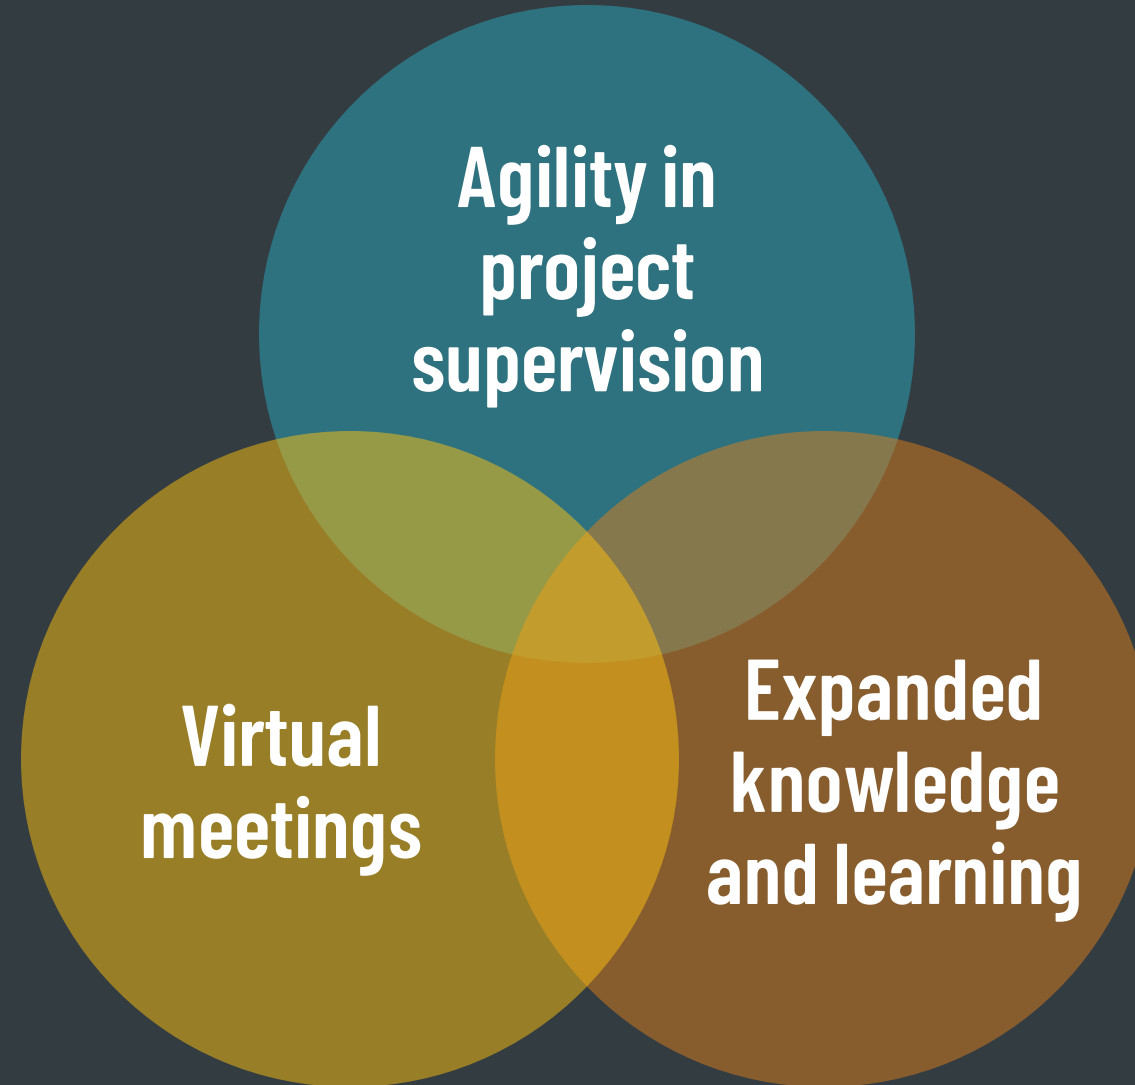 Agility in
project
supervision
Virtual
meetings
Expanded
knowledge
and learning